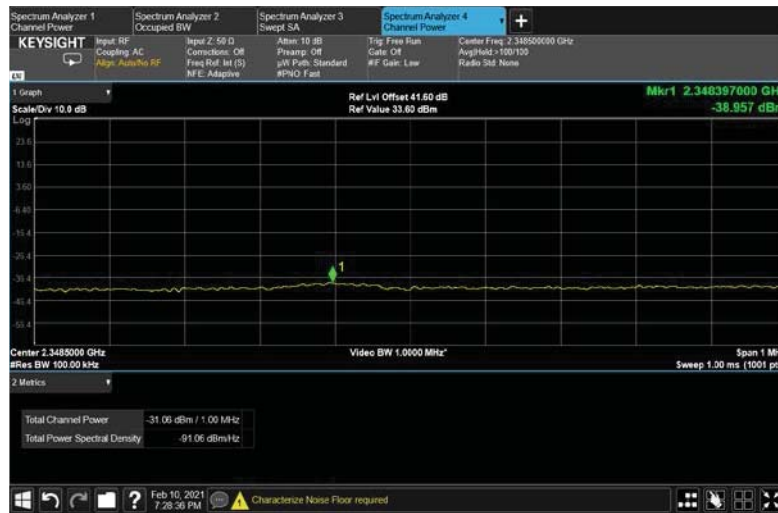 Spectrum Analyzer 1
Channel Power
Spectrum Analyzer 2
Occupied BW
Spectrum Analyzer 3
Swept SA
Spectrum Analyzer 4
Channel Power
KEYSIGHT
Input: RF
Coupling: AC
Align: Auto/No RF
Input Z: 50 Ω
Corrections: Off
Freq Ref: Int (S)
NFE: Adaptive
Atten: 10 dB
Preamp: Off
µW Path: Standard
#PNO: Fast
Trig: Free Run
Gate: Off
#IF Gain: Low
Center Freq: 2.348500000 GHz
Avg|Hold: >100/100
Radio Std: None
1 Graph
Scale/Div 10.0 dB
Ref Lvl Offset 41.60 dB
Ref Value 33.60 dBm
Mkr1 2.348397000 GH
-38.957 dB
Log
23.6
13.6
3.60
-6.40
-16.4
-26.4
-36.4
-46.4
-56.4
1
Center 2.3485000 GHz
#Res BW 100.00 kHz
Video BW 1.0000 MHz*
Span 1 M
Sweep 1.00 ms (1001 pt
2 Metrics
Total Channel Power -31.06 dBm / 1.00 MHz
Total Power Spectral Density -91.06 dBm/Hz
Feb 10, 2021
7:28:36 PM
Characterize Noise Floor required